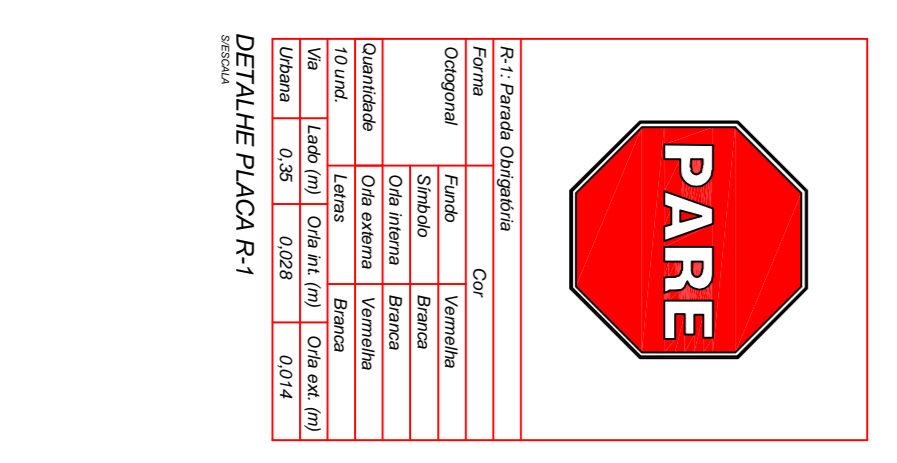 PARE
R-1: Parada Obrigatória
Forma Cor
Octogonal Fundo Vermelha
Símbolo Branca
Orla interna Branca
Quantidade Orla externa Vermelha
10 und. Letras Branca
Via Lado (m) Orla int. (m) Orla ext. (m)
Urbana 0,35 0,028 0,014
DETALHE PLACA R-1
S/ESCALA